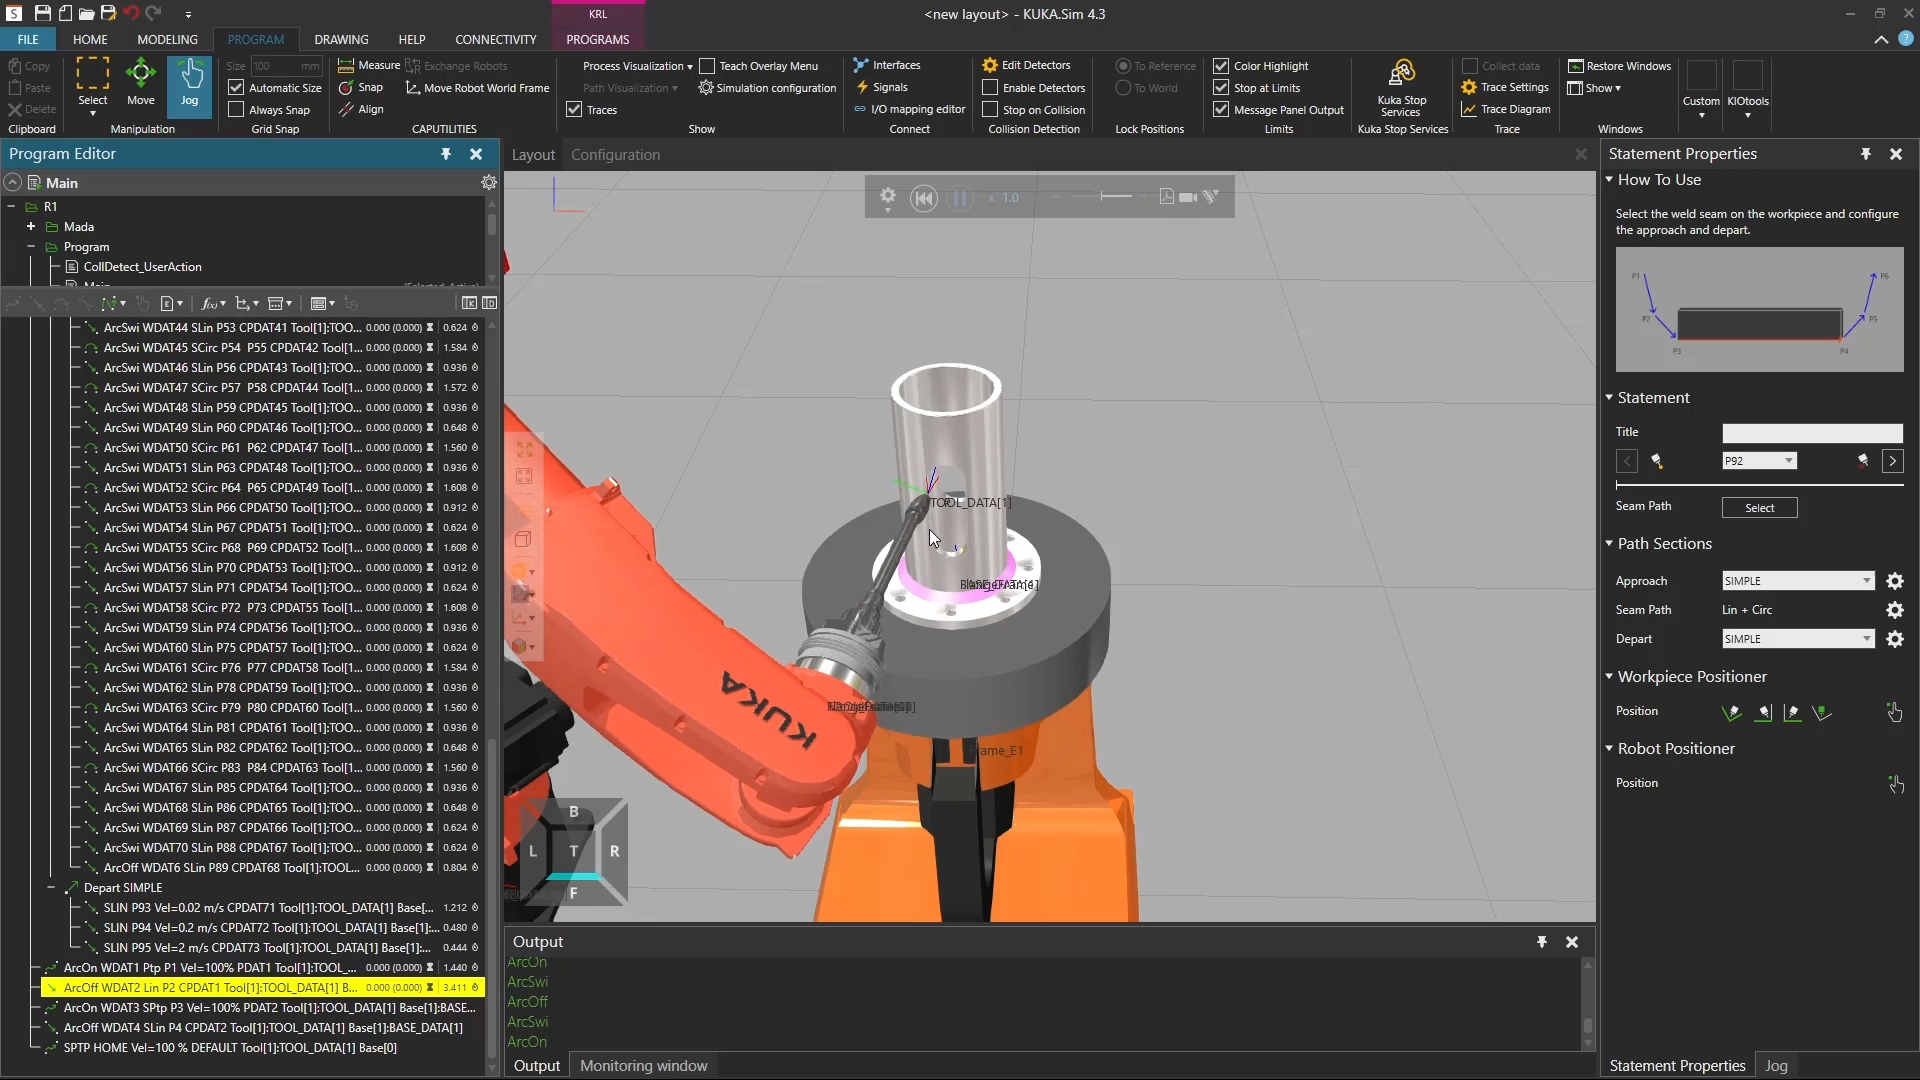 S
KRL
<new layout> - KUKA.Sim 4.3
FILE HOME MODELING PROGRAM DRAWING HELP CONNECTIVITY PROGRAMS
Copy
Paste
Delete
Clipboard
Select Move Jog
Manipulation
Size 100 mm
Automatic Size
Always Snap
Grid Snap
Measure Exchange Robots
Snap Move Robot World Frame
Align
CAPUTILITIES
Process Visualization
Path Visualization
Traces
Teach Overlay Menu
Simulation configuration
Show
Interfaces
Signals
I/O mapping editor
Connect
Edit Detectors
Enable Detectors
Stop on Collision
Collision Detection
To Reference
To World
Lock Positions
Color Highlight
Stop at Limits
Message Panel Output
Limits
Kuka Stop
Services
Kuka Stop Services
Collect data
Trace Settings
Trace Diagram
Trace
Restore Windows
Show
Windows
Custom
KIOtools
Program Editor
Main
R1
Mada
Program
CollDetect_UserAction
ArcSwi WDAT44 SLin P53 CPDAT41 Tool[1]:TOO... 0.000 (0.000) 0.624
ArcSwi WDAT45 SCirc P54 P55 CPDAT42 Tool[1... 0.000 (0.000) 1.584
ArcSwi WDAT46 SLin P56 CPDAT43 Tool[1]:TOO... 0.000 (0.000) 0.936
ArcSwi WDAT47 SCirc P57 P58 CPDAT44 Tool[1... 0.000 (0.000) 1.572
ArcSwi WDAT48 SLin P59 CPDAT45 Tool[1]:TOO... 0.000 (0.000) 0.936
ArcSwi WDAT49 SLin P60 CPDAT46 Tool[1]:TOO... 0.000 (0.000) 0.648
ArcSwi WDAT50 SCirc P61 P62 CPDAT47 Tool[1... 0.000 (0.000) 1.560
ArcSwi WDAT51 SLin P63 CPDAT48 Tool[1]:TOO... 0.000 (0.000) 0.936
ArcSwi WDAT52 SCirc P64 P65 CPDAT49 Tool[1... 0.000 (0.000) 1.608
ArcSwi WDAT53 SLin P66 CPDAT50 Tool[1]:TOO... 0.000 (0.000) 0.912
ArcSwi WDAT54 SLin P67 CPDAT51 Tool[1]:TOO... 0.000 (0.000) 0.624
ArcSwi WDAT55 SCirc P68 P69 CPDAT52 Tool[1... 0.000 (0.000) 1.608
ArcSwi WDAT56 SLin P70 CPDAT53 Tool[1]:TOO... 0.000 (0.000) 0.912
ArcSwi WDAT57 SLin P71 CPDAT54 Tool[1]:TOO... 0.000 (0.000) 0.624
ArcSwi WDAT58 SCirc P72 P73 CPDAT55 Tool[1... 0.000 (0.000) 1.608
ArcSwi WDAT59 SLin P74 CPDAT56 Tool[1]:TOO... 0.000 (0.000) 0.936
ArcSwi WDAT60 SLin P75 CPDAT57 Tool[1]:TOO... 0.000 (0.000) 0.624
ArcSwi WDAT61 SCirc P76 P77 CPDAT58 Tool[1... 0.000 (0.000) 1.584
ArcSwi WDAT62 SLin P78 CPDAT59 Tool[1]:TOO... 0.000 (0.000) 0.936
ArcSwi WDAT63 SCirc P79 P80 CPDAT60 Tool[1... 0.000 (0.000) 1.560
ArcSwi WDAT64 SLin P81 CPDAT61 Tool[1]:TOO... 0.000 (0.000) 0.936
ArcSwi WDAT65 SLin P82 CPDAT62 Tool[1]:TOO... 0.000 (0.000) 0.648
ArcSwi WDAT66 SCirc P83 P84 CPDAT63 Tool[1... 0.000 (0.000) 1.560
ArcSwi WDAT67 SLin P85 CPDAT64 Tool[1]:TOO... 0.000 (0.000) 0.936
ArcSwi WDAT68 SLin P86 CPDAT65 Tool[1]:TOO... 0.000 (0.000) 0.648
ArcSwi WDAT69 SLin P87 CPDAT66 Tool[1]:TOO... 0.000 (0.000) 0.624
ArcSwi WDAT70 SLin P88 CPDAT67 Tool[1]:TOO... 0.000 (0.000) 0.624
ArcOff WDAT6 SLin P89 CPDAT68 Tool[1]:TOOL... 0.000 (0.000) 0.804
Depart SIMPLE
SLIN P93 Vel=0.02 m/s CPDAT71 Tool[1]:TOOL_DATA[1] Base[... 1.212
SLIN P94 Vel=0.2 m/s CPDAT72 Tool[1]:TOOL_DATA[1] Base[1]:... 0.480
SLIN P95 Vel=2 m/s CPDAT73 Tool[1]:TOOL_DATA[1] Base[1]:... 0.444
ArcOn WDAT1 Ptp P1 Vel=100% PDAT1 Tool[1]:TOOL_... 0.000 (0.000) 1.440
ArcOff WDAT2 Lin P2 CPDAT1 Tool[1]:TOOL_DATA[1] B... 0.000 (0.000) 3.411
ArcOn WDAT3 SPtp P3 Vel=100% PDAT2 Tool[1]:TOOL_DATA[1] Base[1]:BASE...
ArcOff WDAT4 SLin P4 CPDAT2 Tool[1]:TOOL_DATA[1] Base[1]:BASE_DATA[1]
SPTP HOME Vel=100 % DEFAULT Tool[1]:TOOL_DATA[1] Base[0]
Layout Configuration
x 1.0
TOOL_DATA[1]
KUKA
Frame_E1
B
L T R
F
Output
ArcOn
ArcSwi
ArcOff
ArcSwi
ArcOn
Output Monitoring window
Statement Properties
How To Use
Select the weld seam on the workpiece and configure
the approach and depart.
P1 P6
P2 P5
P3 P4
Statement
Title
P92
Seam Path Select
Path Sections
Approach SIMPLE
Seam Path Lin + Circ
Depart SIMPLE
Workpiece Positioner
Position
Robot Positioner
Position
Statement Properties Jog